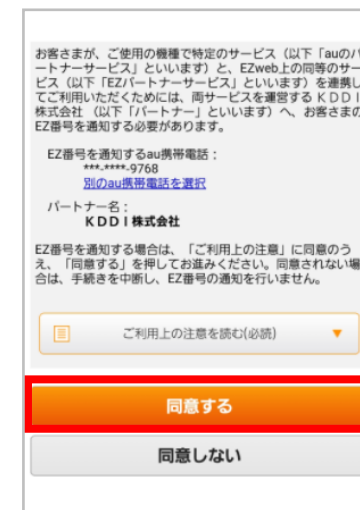 お客さまが、ご使用の機種で特定のサービス（以下「auのパ
ートナーサービス」といいます）と、EZweb上の同等のサー
ビス（以下「EZパートナーサービス」といいます）を連携し
てご利用いただくためには、両サービスを運営するＫＤＤＩ
株式会社 （以下「パートナー」といいます）へ、お客さまの
EZ番号を通知する必要があります。
EZ番号を通知するau携帯電話：
***-****-9768
別のau携帯電話を選択
パートナー名：
ＫＤＤＩ株式会社
EZ番号を通知する場合は、「ご利用上の注意」に同意のう
え、「同意する」を押してお進みください。同意されない場
合は、手続きを中断し、EZ番号の通知を行いません。
ご利用上の注意を読む(必読)
同意する
同意しない